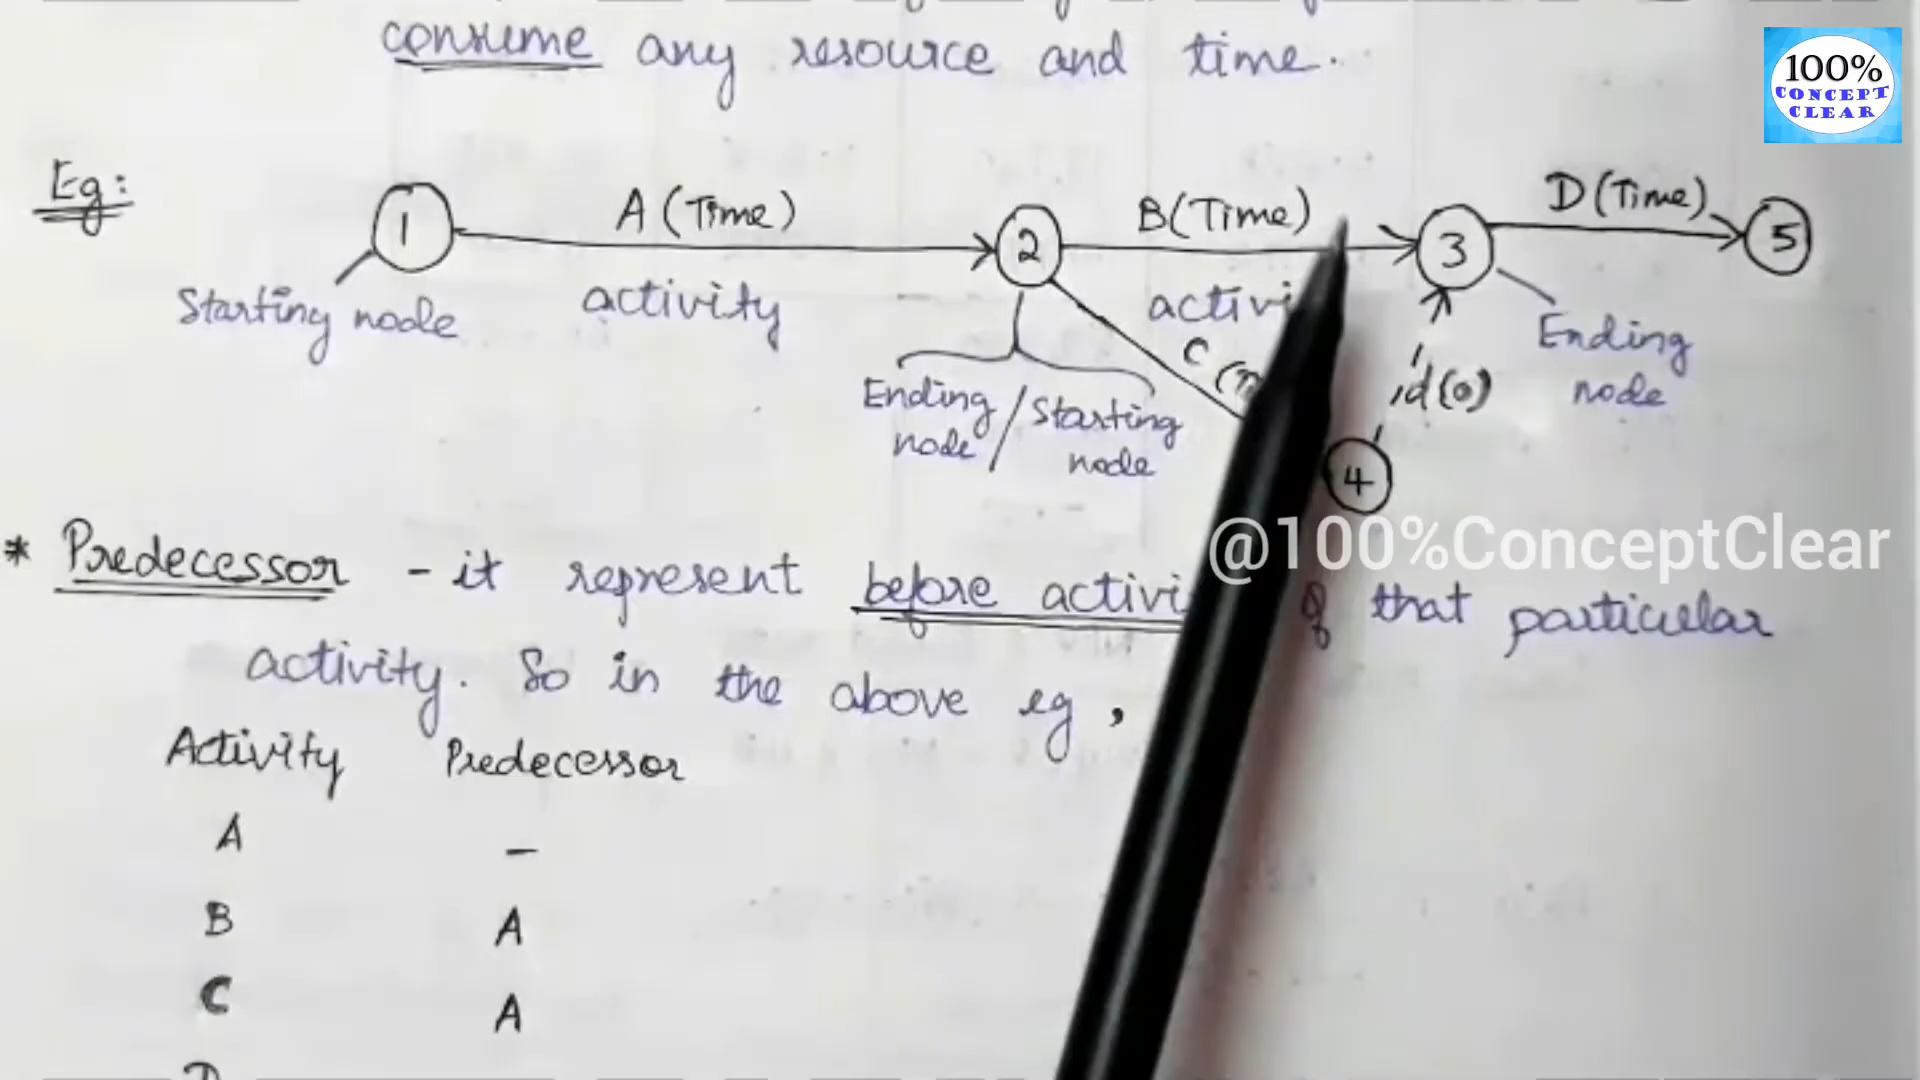 consume any resource and time.
100%
CONCEPT
CLEAR
Eg:
1 A (Time) 2 B (Time) 3 D (Time) 5
Starting node activity
C
d(0)
Ending node
Ending node / Starting node
4
@100%ConceptClear
* Predecessor - it represent before that particular
activity. So in the above eg,
Activity Predecessor
A –
B A
C A
D